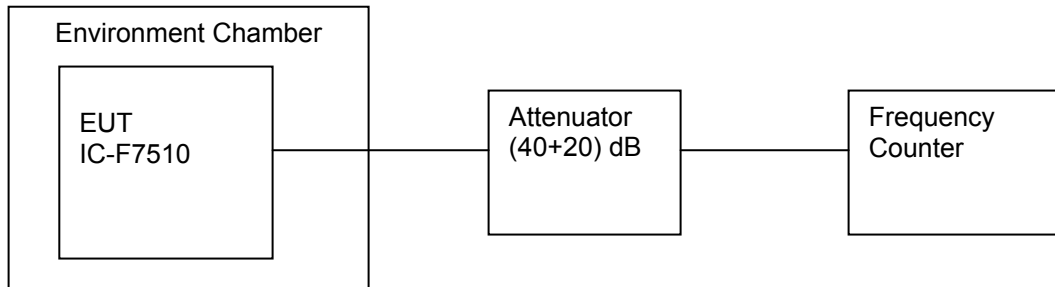 Environment Chamber
EUT
IC-F7510
Attenuator
(40+20) dB
Frequency
Counter